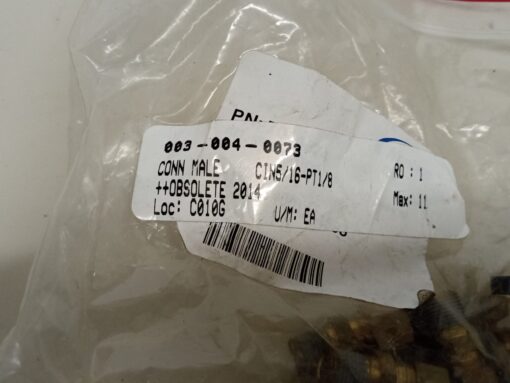 PN:
003-004-0073
CONN MALE CIN5/16-PT1/8 RO: 1
++OBSOLETE 2014 Max: 11
Loc: C010G U/M: EA